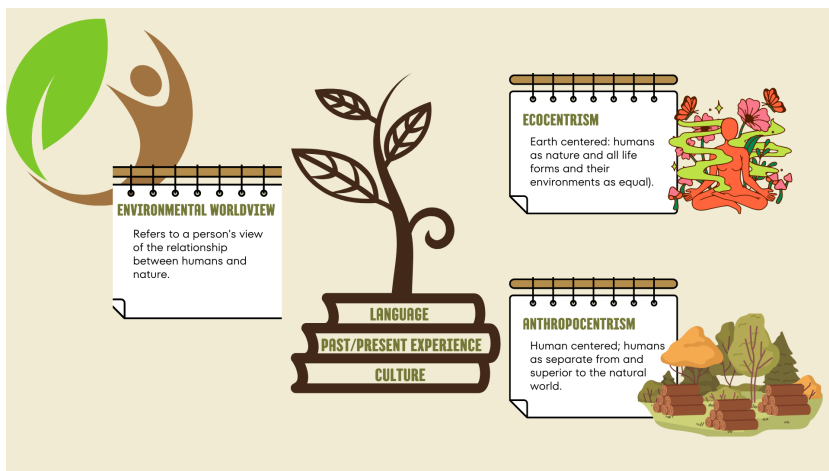 ENVIRONMENTAL WORLDVIEW
Refers to a person's view
of the relationship
between humans and
nature.
LANGUAGE
PAST/PRESENT EXPERIENCE
CULTURE
ECOCENTRISM
Earth centered: humans
as nature and all life
forms and their
environments as equal).
ANTHROPOCENTRISM
Human centered; humans
as separate from and
superior to the natural
world.